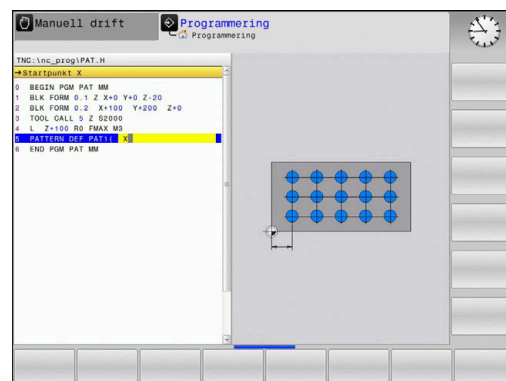 Manuell drift
Programmering
Programmering
TNC:\nc_prog\PAT.H
→Startpunkt X
0 BEGIN PGM PAT MM
1 BLK FORM 0.1 Z X+0 Y+0 Z-20
2 BLK FORM 0.2 X+100 Y+200 Z+0
3 TOOL CALL 5 Z S2000
4 L Z+100 R0 FMAX M3
5 PATTERN DEF PAT1( X
6 END PGM PAT MM